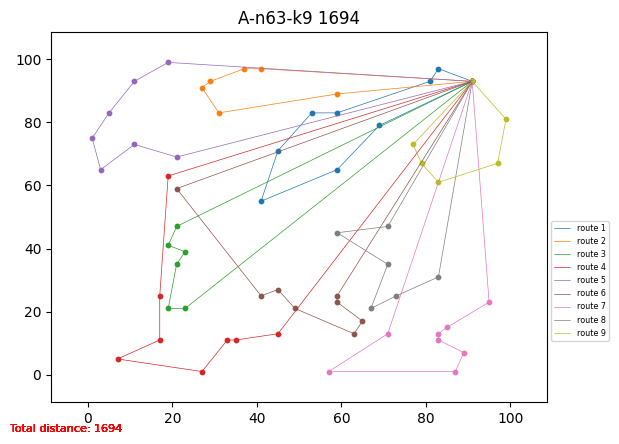 A-n63-k9 1694
100
80
60
40
20
0
0 20 40 60 80 100
route 1
route 2
route 3
route 4
route 5
route 6
route 7
route 8
route 9
Total distance: 1694